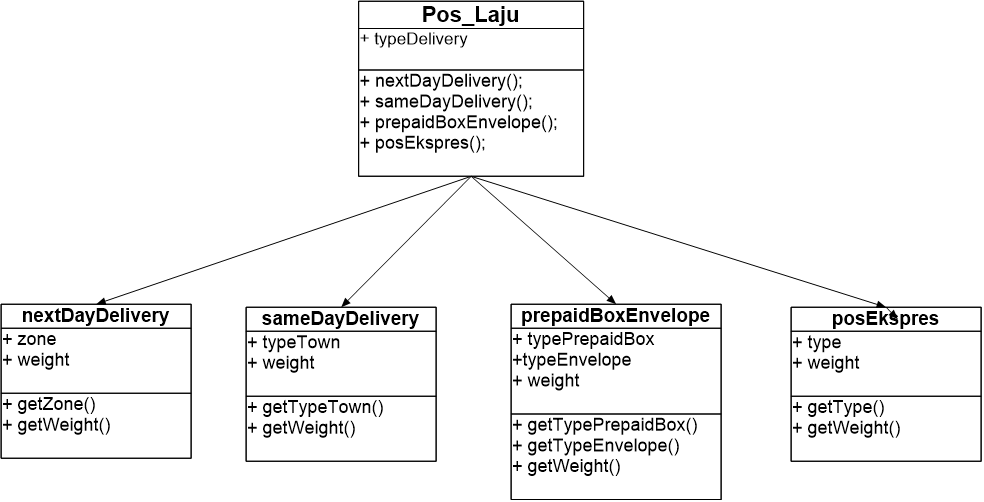 Pos_Laju
+ typeDelivery
+ nextDayDelivery();
+ sameDayDelivery();
+ prepaidBoxEnvelope();
+ posEkspres();
nextDayDelivery
+ zone
+ weight
+ getZone()
+ getWeight()
sameDayDelivery
+ typeTown
+ weight
+ getTypeTown()
+ getWeight()
prepaidBoxEnvelope
+ typePrepaidBox
+typeEnvelope
+ weight
+ getTypePrepaidBox()
+ getTypeEnvelope()
+ getWeight()
posEkspres
+ type
+ weight
+ getType()
+ getWeight()